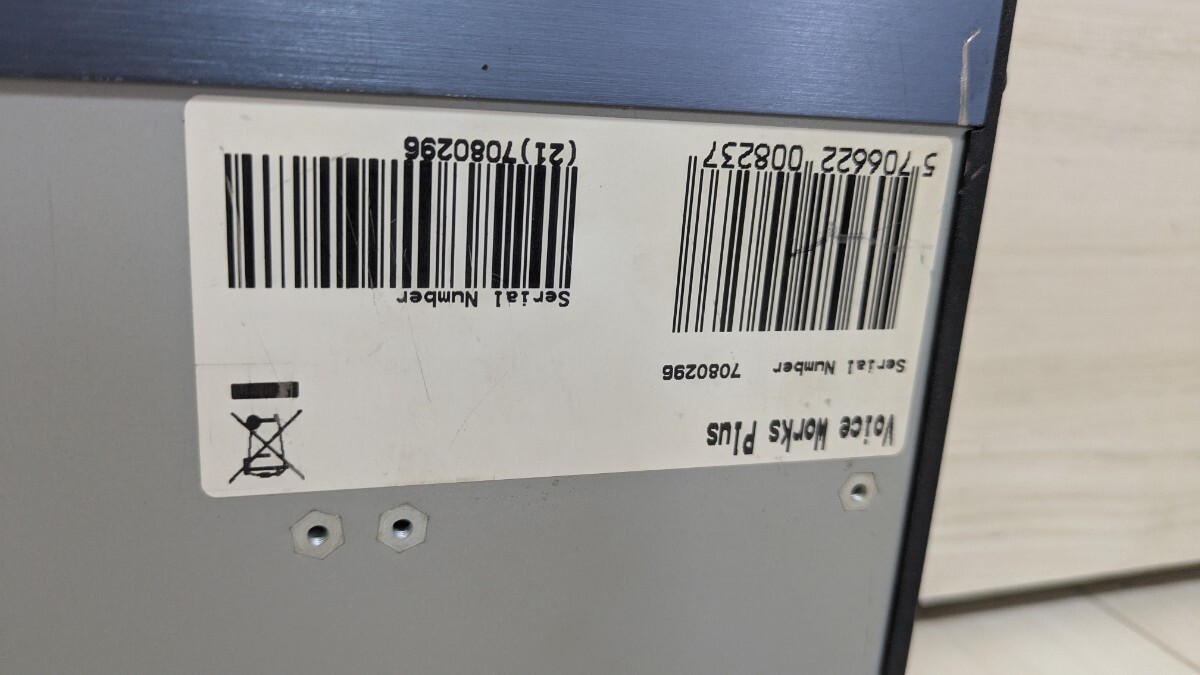 Voice Works Plus
Serial Number 7080296
5 706622 008237
Serial Number
(21)7080296